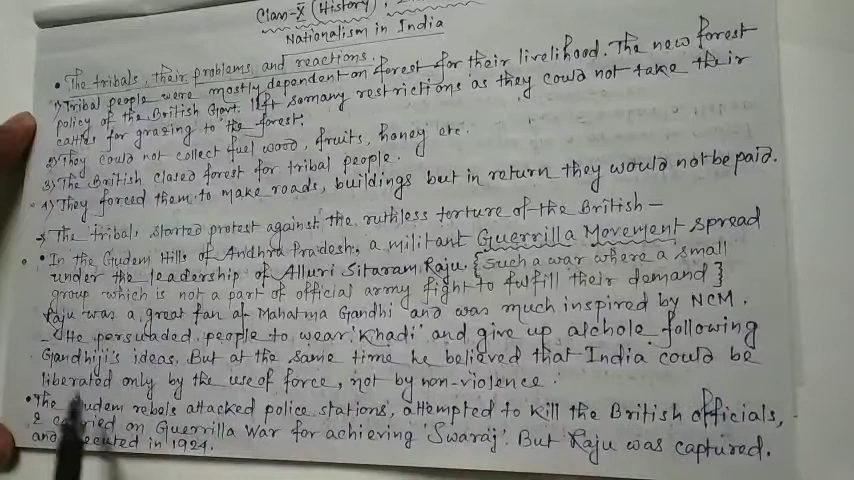 Class-X (History),
Nationalism in India
• The tribals, their problems and reactions.
1) Tribal people were mostly dependent on forest for their livelihood. The new forest
policy of the British Govt. left somany restrictions as they could not take their
cattles for grazing to the forest.
2) They could not collect fuel wood, fruits, honey etc.
3) The British closed forest for tribal people.
4) They forced them to make roads, buildings but in return they would not be paid.
→ The tribals started protest against the ruthless torture of the British –
• In the Gudem Hills of Andhra Pradesh, a militant Guerrilla Movement spread
under the leadership of Alluri Sitaram Raju {Such a war where a small
group which is not a part of official army fight to fulfill their demand}
Raju was a great fan of Mahatma Gandhi and was much inspired by NCM.
- He persuaded people to wear 'Khadi' and give up alchole following
Gandhiji's ideas. But at the same time he believed that India could be
liberated only by the use of force, not by non-violence.
• The Gudem rebels attacked police stations, attempted to kill the British officials,
& carried on Guerrilla War for achieving 'Swaraj'. But Raju was captured.
and executed in 1924.